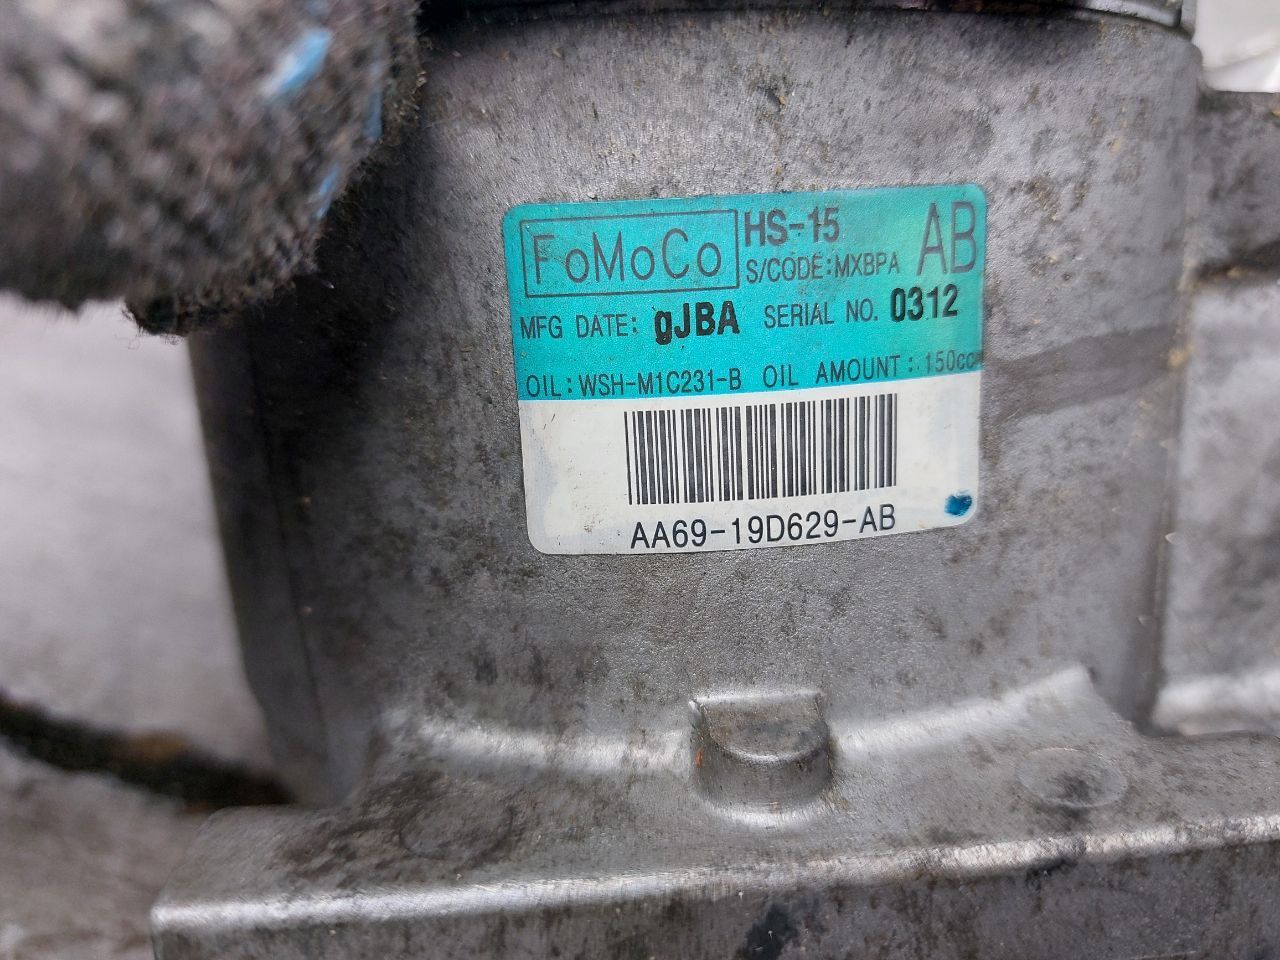 FoMoCo HS-15 AB
S/CODE:MXBPA
MFG DATE: gJBA SERIAL NO. 0312
OIL: WSH-M1C231-B OIL AMOUNT: 150cc
AA69-19D629-AB